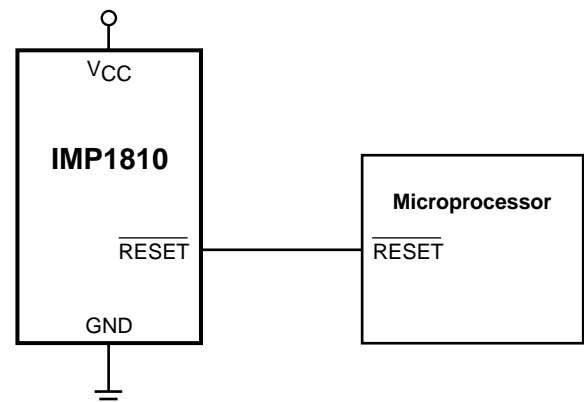 VCC
IMP1810
Microprocessor
RESET RESET
GND